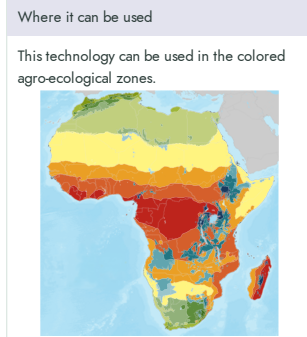 Where it can be used
This technology can be used in the colored
agro-ecological zones.